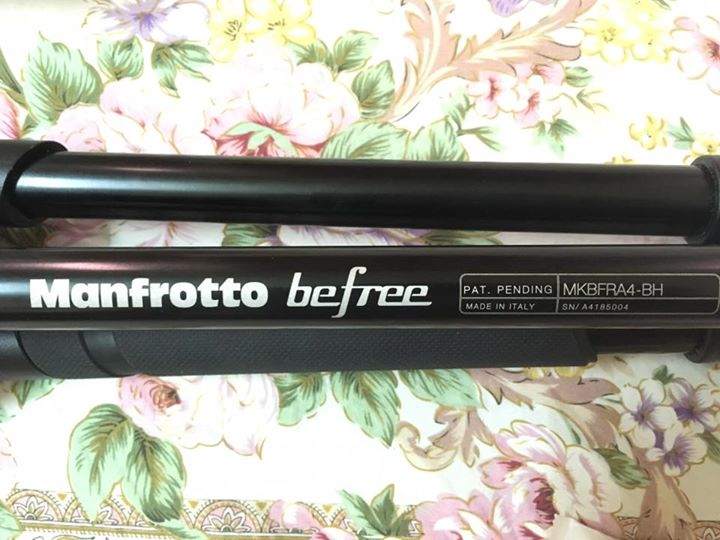 Manfrotto befree
PAT. PENDING MKBFRA4-BH
MADE IN ITALY SN/ A4185004